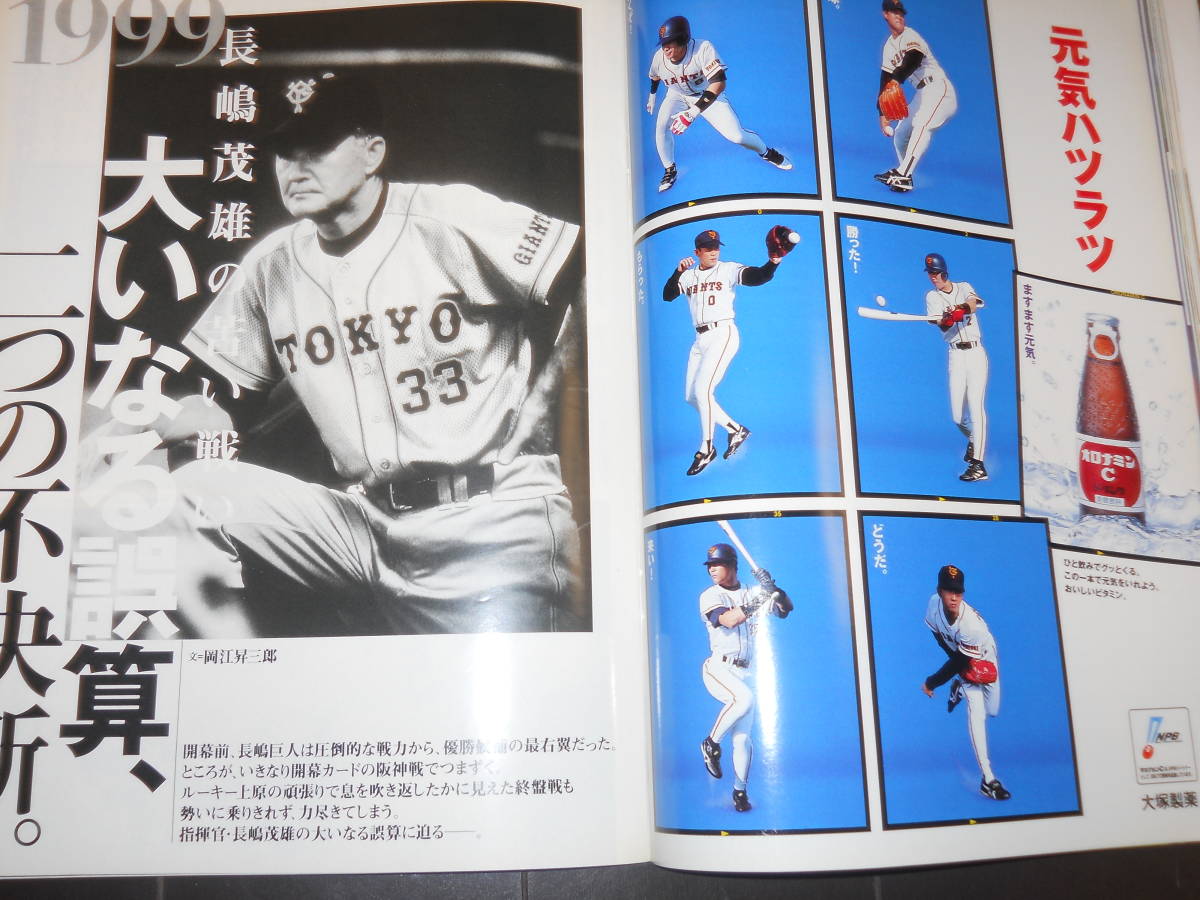 1999
長嶋茂雄の苦い戦い
大いなる誤算、
二つの不決断。
TOKYO
33
GIANTS
文=岡江昇三郎
開幕前、長嶋巨人は圧倒的な戦力から、優勝候補の最右翼だった。
ところが、いきなり開幕カードの阪神戦でつまずく。
ルーキー上原の頑張りで息を吹き返したかに見えた終盤戦も
勢いに乗りきれず、力尽きてしまう。
指揮官・長嶋茂雄の大いなる誤算に迫る――。
元気ハツラツ
もらった。
GIANTS
0
勝った!
ますます元気。
オロナミン
C
来い!
どうだ。
ひと飲みでグッとくる。
この一本で元気をいれよう。
おいしいビタミン。
NPB
大塚製薬